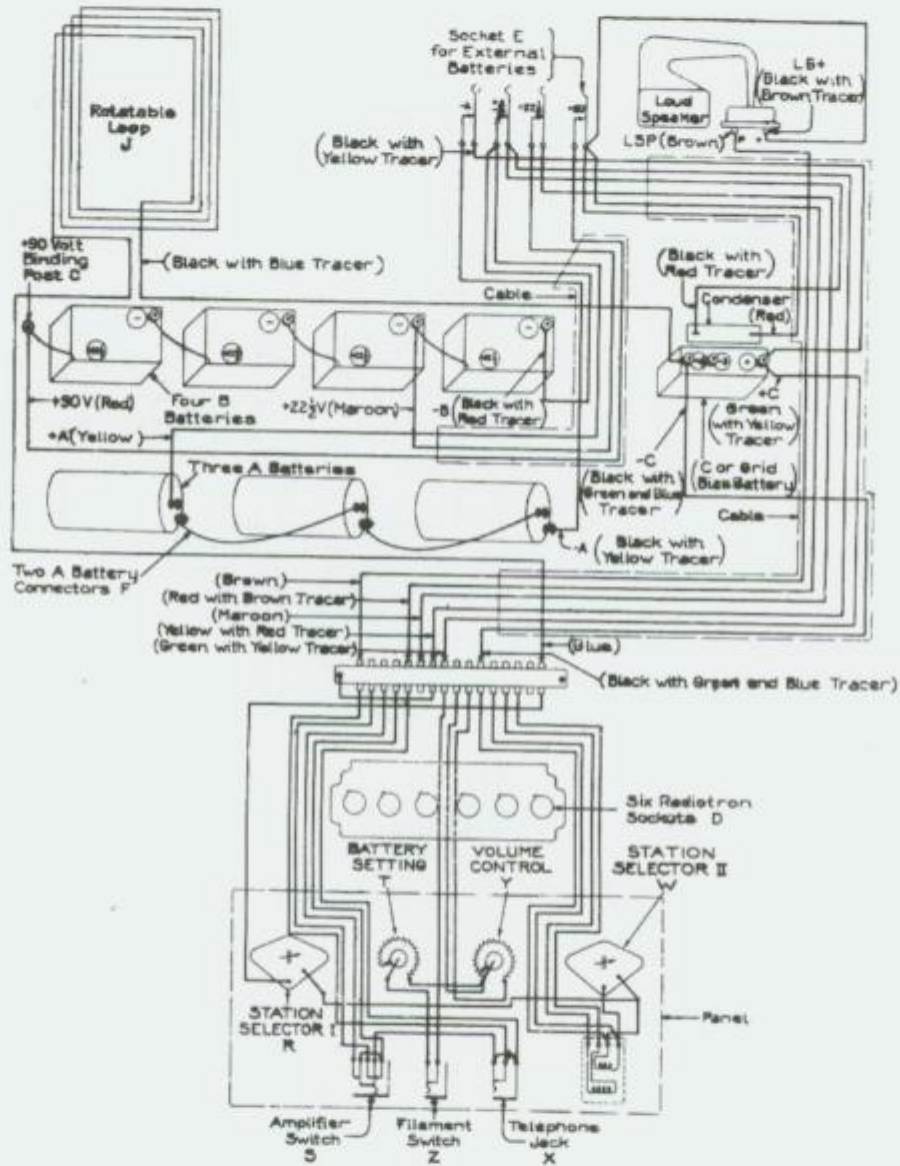 Rotatable
Loop
J
Socket E
for External
Batteries
L S +
(Black with
Brown Tracer)
Loud
Speaker
LSP (Brown)
(Black with
Yellow Tracer)
+90 Volt
Binding
Post C
(Black with Blue Tracer)
(Black with
Red Tracer)
Condenser
(Red)
Cable
+90V (Red)
Four B
Batteries
+22½V (Maroon)
-B (Black with
Red Tracer)
+C
(Green
with Yellow
Tracer)
+A (Yellow)
Three A Batteries
-C
(Black with
Green and Blue
Tracer)
(C or Grid
Bias Battery)
Cable
-A (Black with
Yellow Tracer)
Two A Battery
Connectors F
(Brown)
(Red with Brown Tracer)
(Maroon)
(Yellow with Red Tracer)
(Green with Yellow Tracer)
(Blue)
(Black with Green and Blue Tracer)
Six Radiotron
Sockets D
BATTERY
SETTING
T
VOLUME
CONTROL
Y
STATION
SELECTOR II
W
STATION
SELECTOR I
R
Panel
Amplifier
Switch
S
Filament
Switch
Z
Telephone
Jack
X